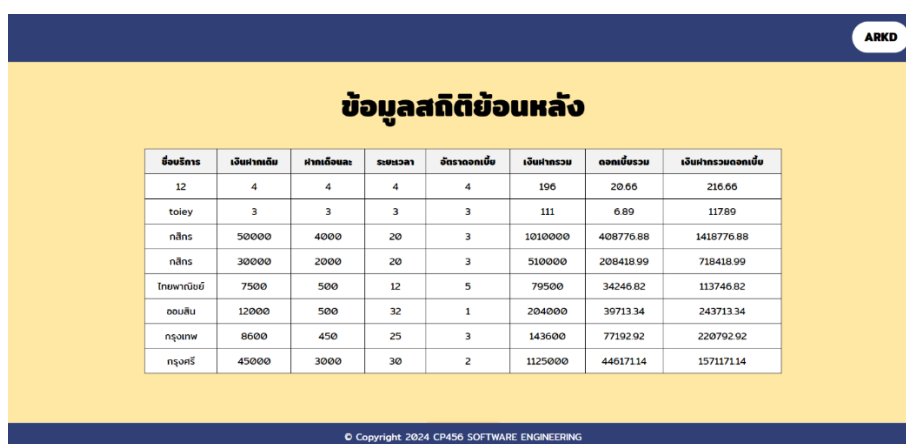 ARKD
ข้อมูลสถิติย้อนหลัง
ชื่อบริการ เงินฝากเดิม ฝากเดือนละ ระยะเวลา อัตราดอกเบี้ย เงินฝากรวม ดอกเบี้ยรวม เงินฝากรวมดอกเบี้ย
12 4 4 4 4 196 20.66 216.66
toiey 3 3 3 3 111 6.89 117.89
กสิกร 50000 4000 20 3 1010000 408776.88 1418776.88
กสิกร 30000 2000 20 3 510000 208418.99 718418.99
ไทยพาณิชย์ 7500 500 12 5 79500 34246.82 113746.82
ออมสิน 12000 500 32 1 204000 39713.34 243713.34
กรุงเทพ 8600 450 25 3 143600 77192.92 220792.92
กรุงศรี 45000 3000 30 2 1125000 446171.14 1571171.14
© Copyright 2024 CP456 SOFTWARE ENGINEERING